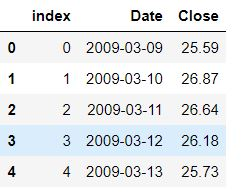 index Date Close
0 0 2009-03-09 25.59
1 1 2009-03-10 26.87
2 2 2009-03-11 26.64
3 3 2009-03-12 26.18
4 4 2009-03-13 25.73